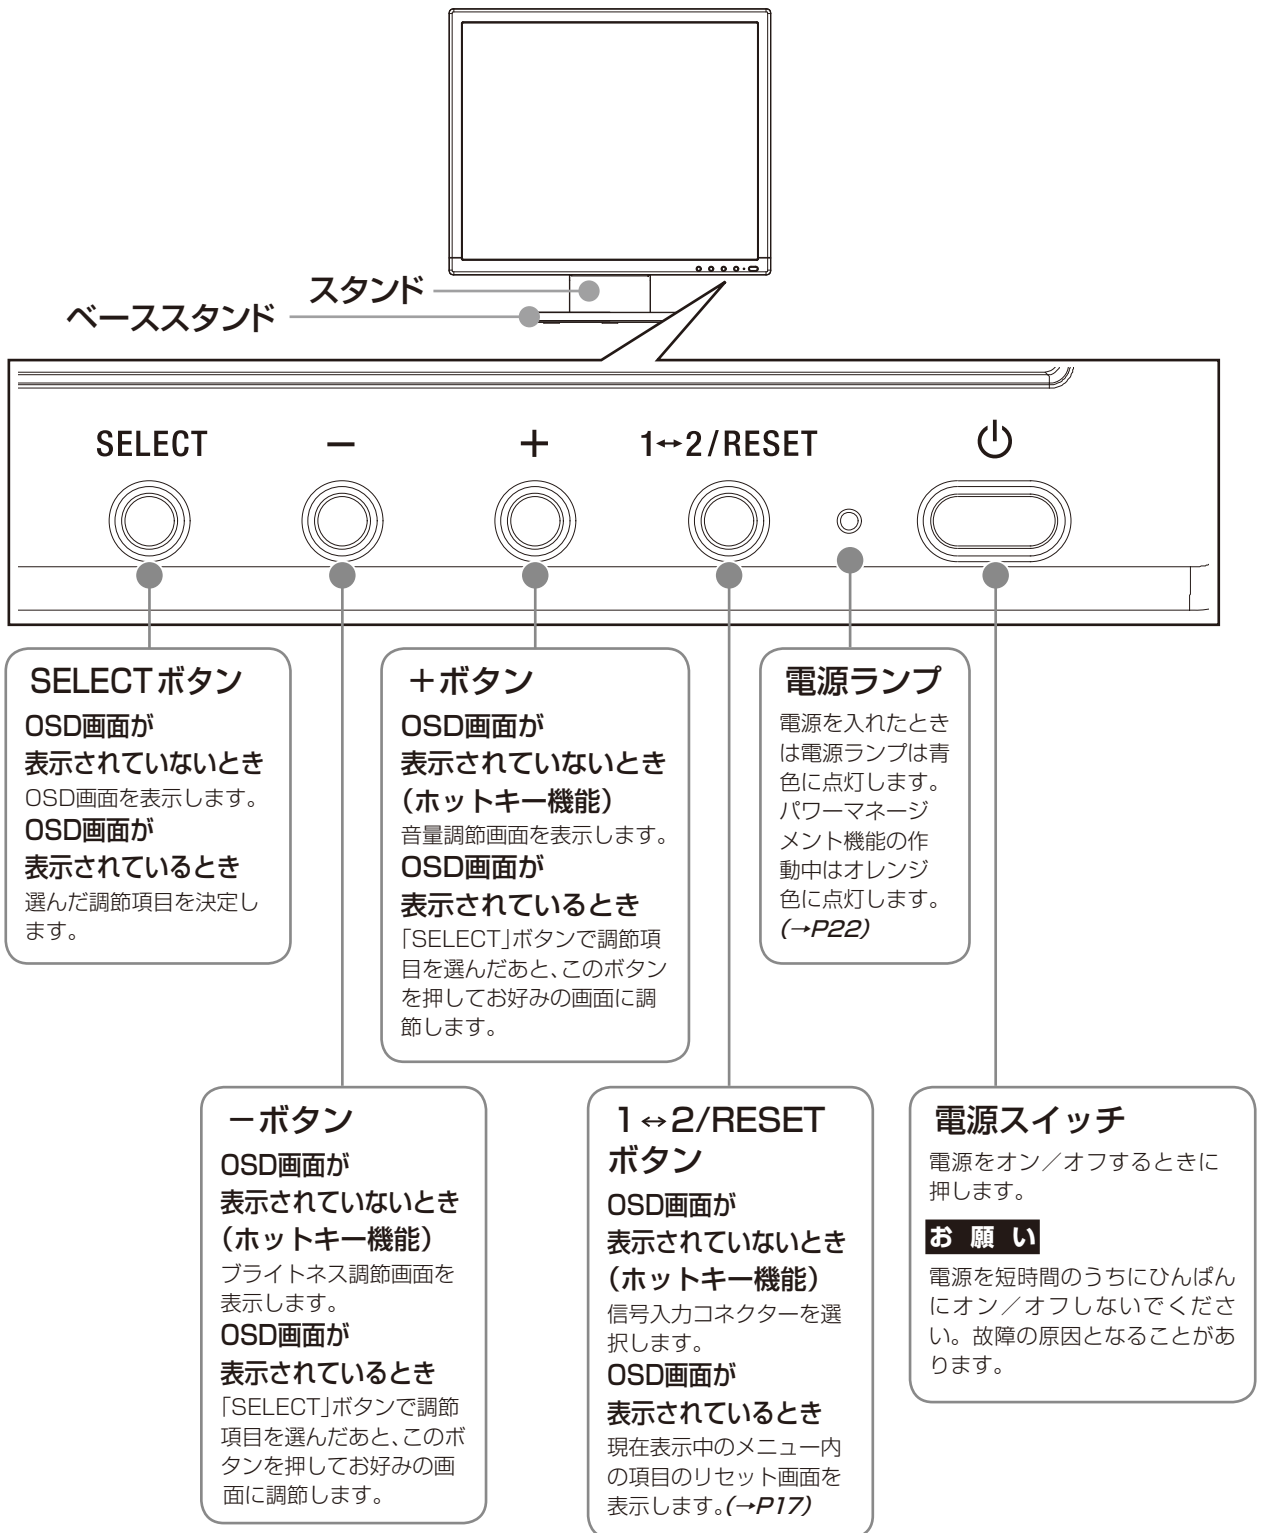 スタンド
ベーススタンド
SELECT
−
+
1↔2/RESET
SELECTボタン
OSD画面が
表示されていないとき
OSD画面を表示します。
OSD画面が
表示されているとき
選んだ調節項目を決定し
ます。
＋ボタン
OSD画面が
表示されていないとき
(ホットキー機能)
音量調節画面を表示します。
OSD画面が
表示されているとき
「SELECT」ボタンで調節項
目を選んだあと、このボタン
を押してお好みの画面に調
節します。
電源ランプ
電源を入れたとき
は電源ランプは青
色に点灯します。
パワーマネージ
メント機能の作
動中はオレンジ
色に点灯します。
(→P22)
−ボタン
OSD画面が
表示されていないとき
(ホットキー機能)
ブライトネス調節画面を
表示します。
OSD画面が
表示されているとき
「SELECT」ボタンで調節
項目を選んだあと、このボ
タンを押してお好みの画
面に調節します。
1↔2/RESET
ボタン
OSD画面が
表示されていないとき
(ホットキー機能)
信号入力コネクターを選
択します。
OSD画面が
表示されているとき
現在表示中のメニュー内
の項目のリセット画面を
表示します。(→P17)
電源スイッチ
電源をオン／オフするときに
押します。
お 願 い
電源を短時間のうちにひんぱん
にオン／オフしないでくださ
い。故障の原因となることがあ
ります。